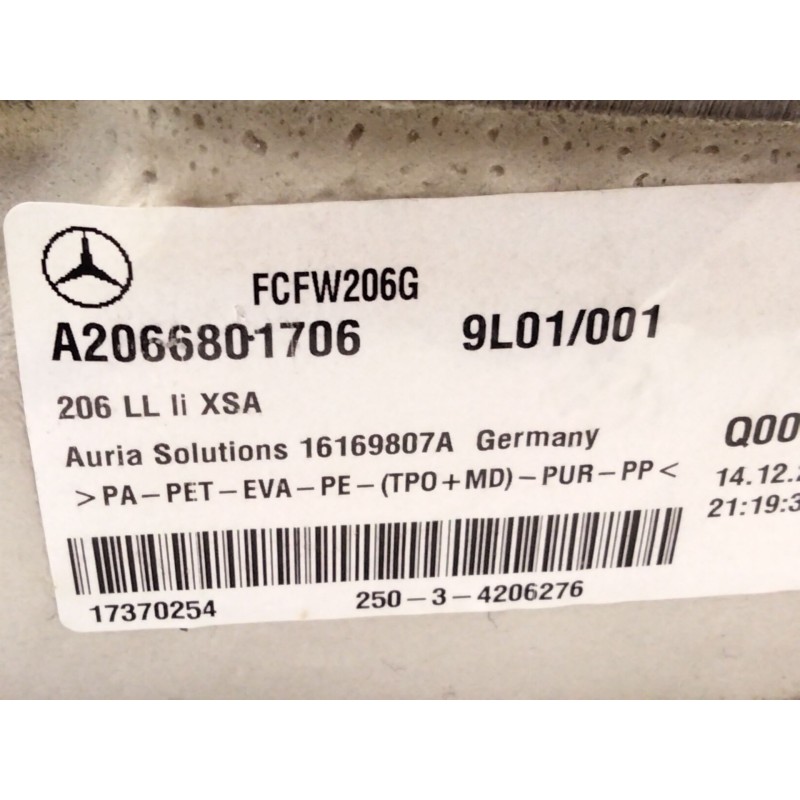 FCFW206G
A2066801706 9L01/001
206 LL li XSA
Auria Solutions 16169807A Germany Q00
>PA-PET-EVA-PE-(TPO+MD)-PUR-PP< 14.12.
21:19:3
17370254 250-3-4206276